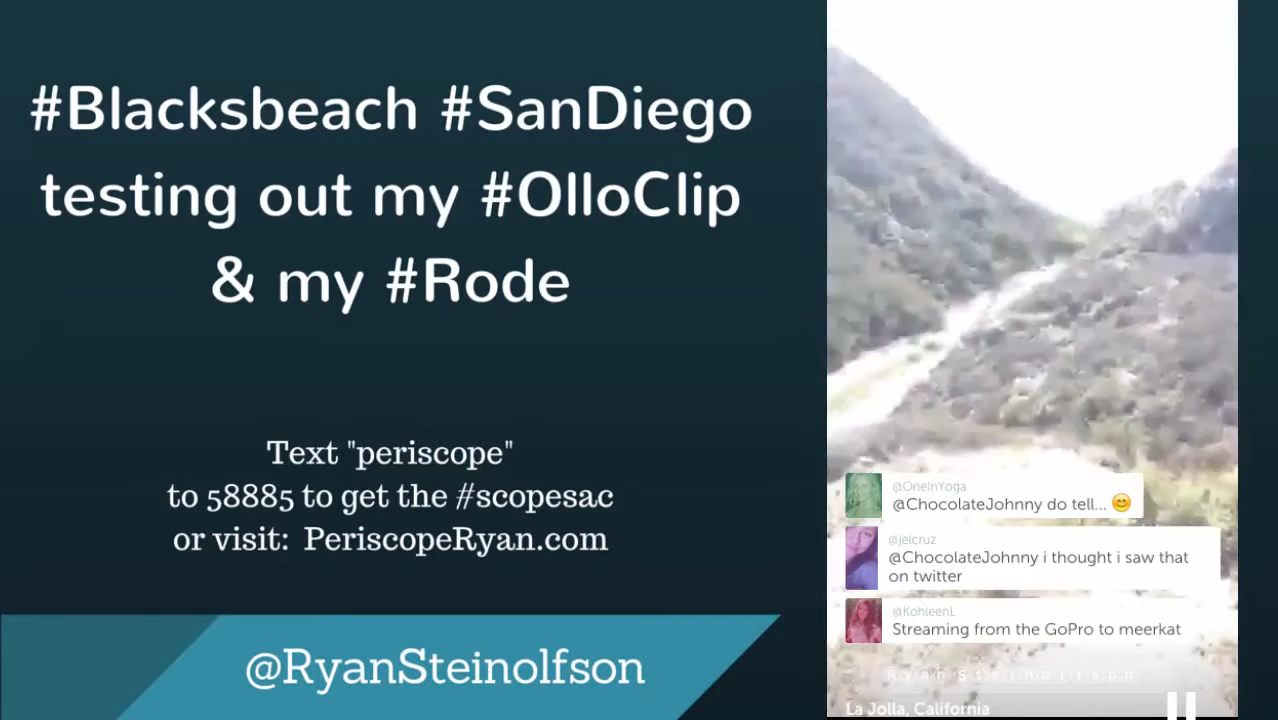 #Blacksbeach #SanDiego
testing out my #OlloClip
& my #Rode
Text "periscope"
to 58885 to get the #scopesac
or visit: PeriscopeRyan.com
@RyanSteinolfson
@OneInYoga
@ChocolateJohnny do tell... 😊
@jelcruz
@ChocolateJohnny i thought i saw that
on twitter
@KohleenL
Streaming from the GoPro to meerkat
Ryan Steinolfson
La Jolla, California